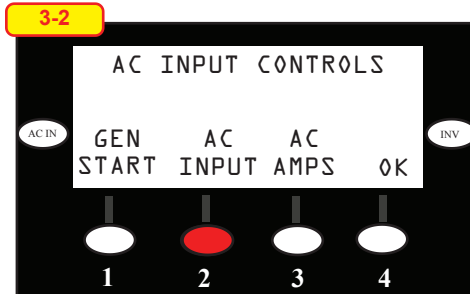 3-2
AC INPUT CONTROLS
AC IN
INV
GEN AC AC
START INPUT AMPS OK
1 2 3 4